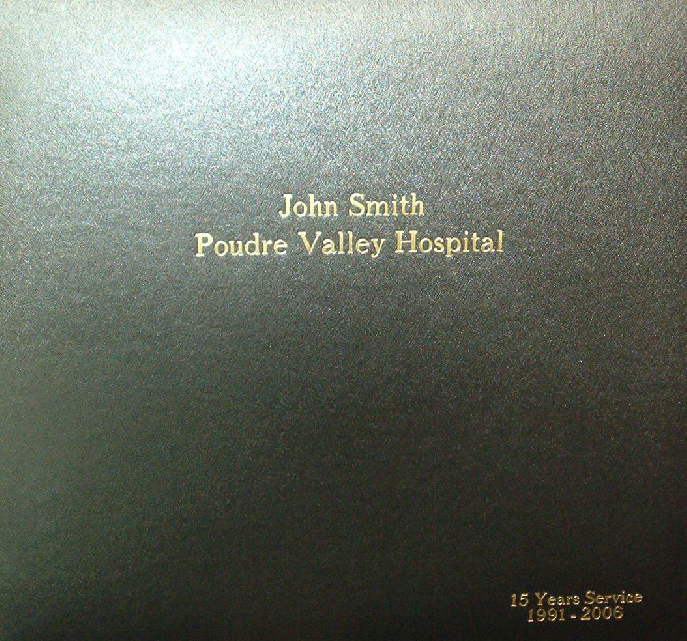 John Smith
Poudre Valley Hospital
15 Years Service
1991 - 2006